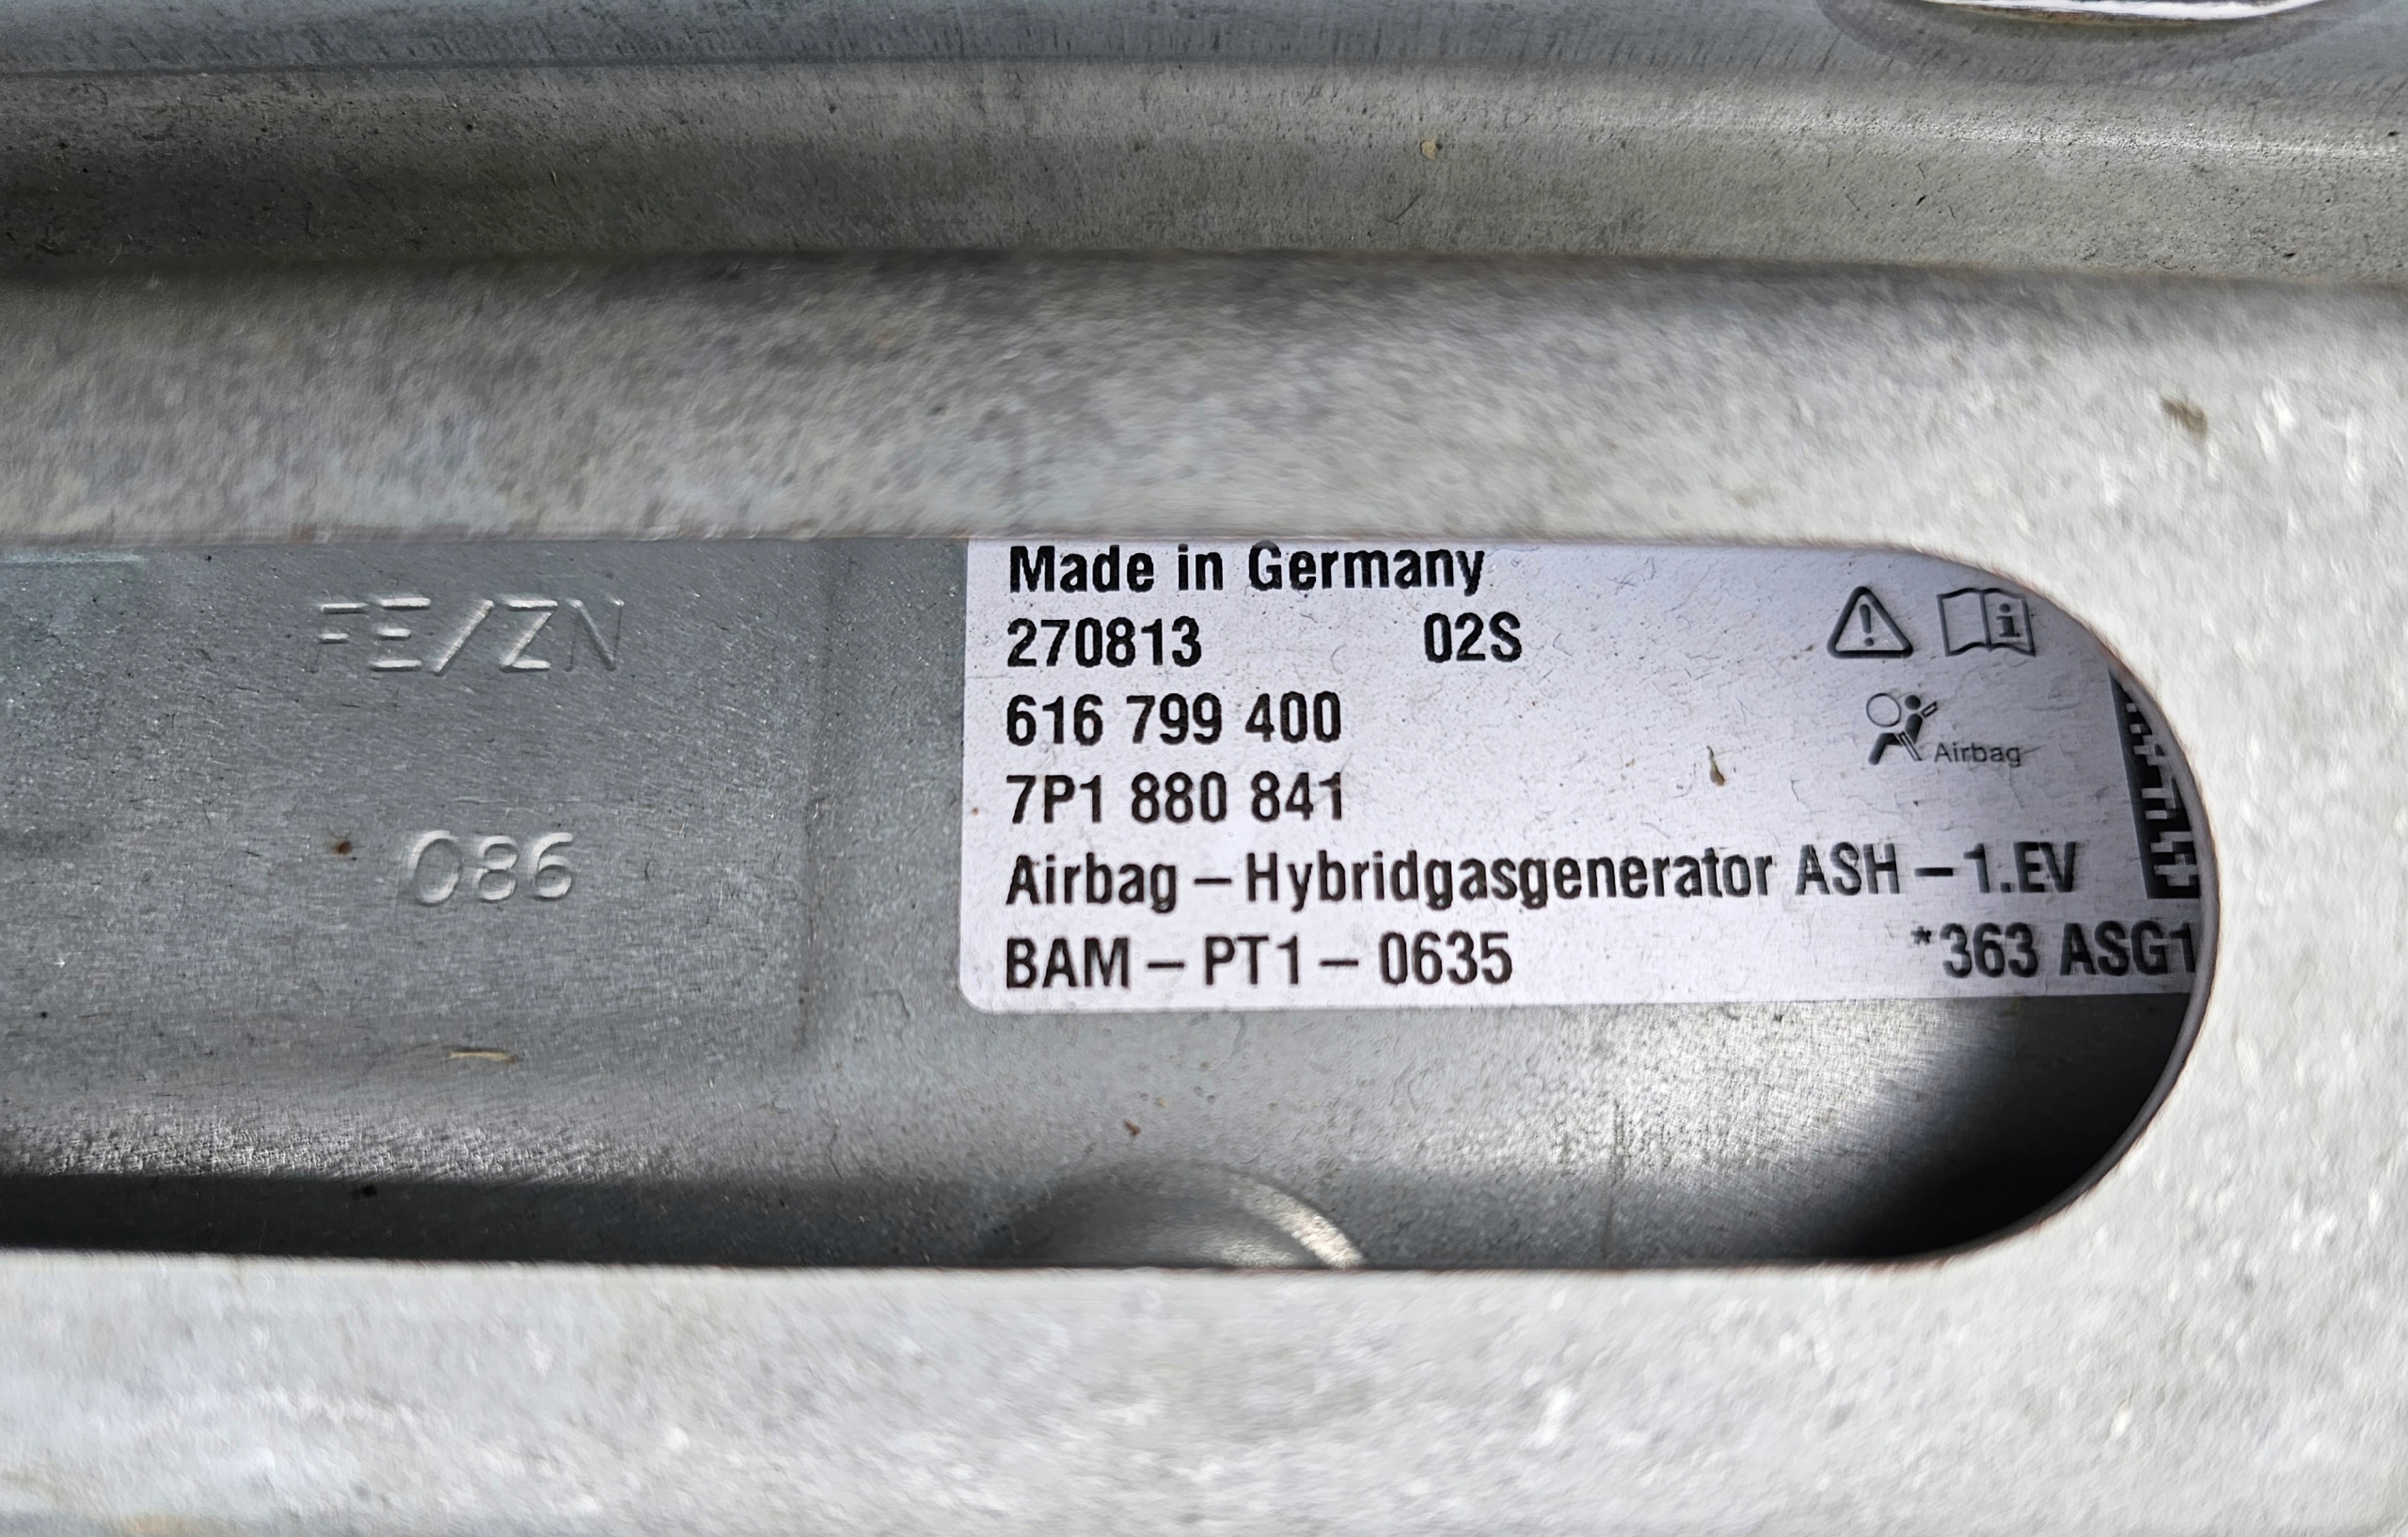 FE/ZN
086
Made in Germany
270813 02S
616 799 400
7P1 880 841
Airbag
Airbag – Hybridgasgenerator ASH – 1.EV
BAM – PT1 – 0635 *363 ASG1